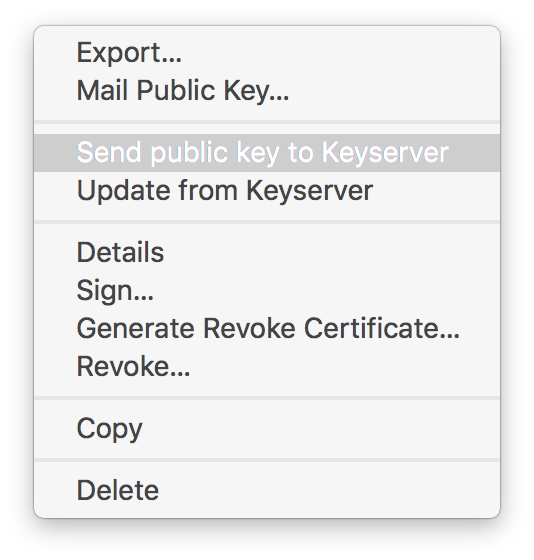 Export...
Mail Public Key...
Send public key to Keyserver
Update from Keyserver
Details
Sign...
Generate Revoke Certificate...
Revoke...
Copy
Delete